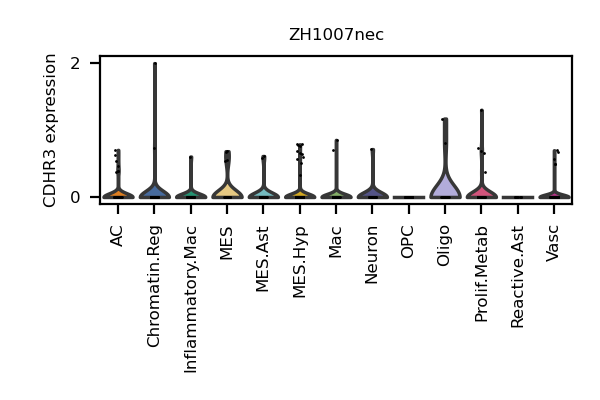 ZH1007nec
CDHR3 expression
2
0
AC
Chromatin.Reg
Inflammatory.Mac
MES
MES.Ast
MES.Hyp
Mac
Neuron
OPC
Oligo
Prolif.Metab
Reactive.Ast
Vasc